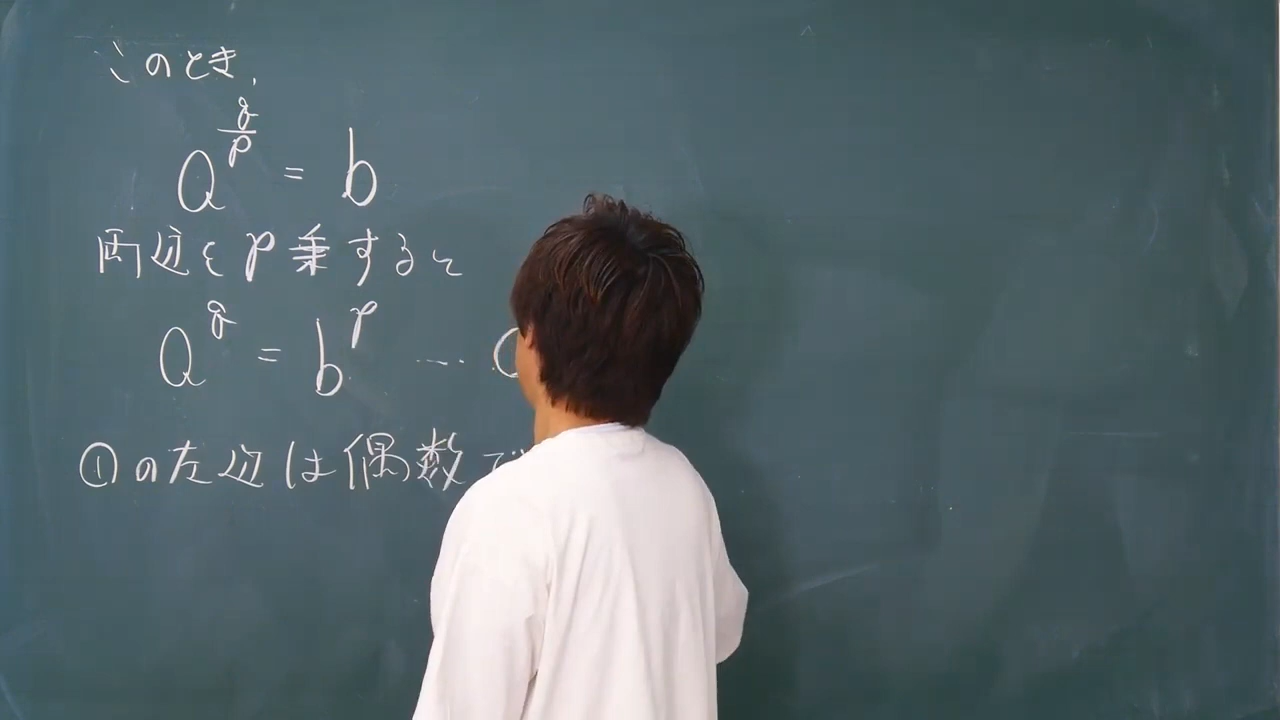 このとき,
a^{q/p} = b
両辺をp乗すると
a^q = b^p …
①の左辺は偶数で